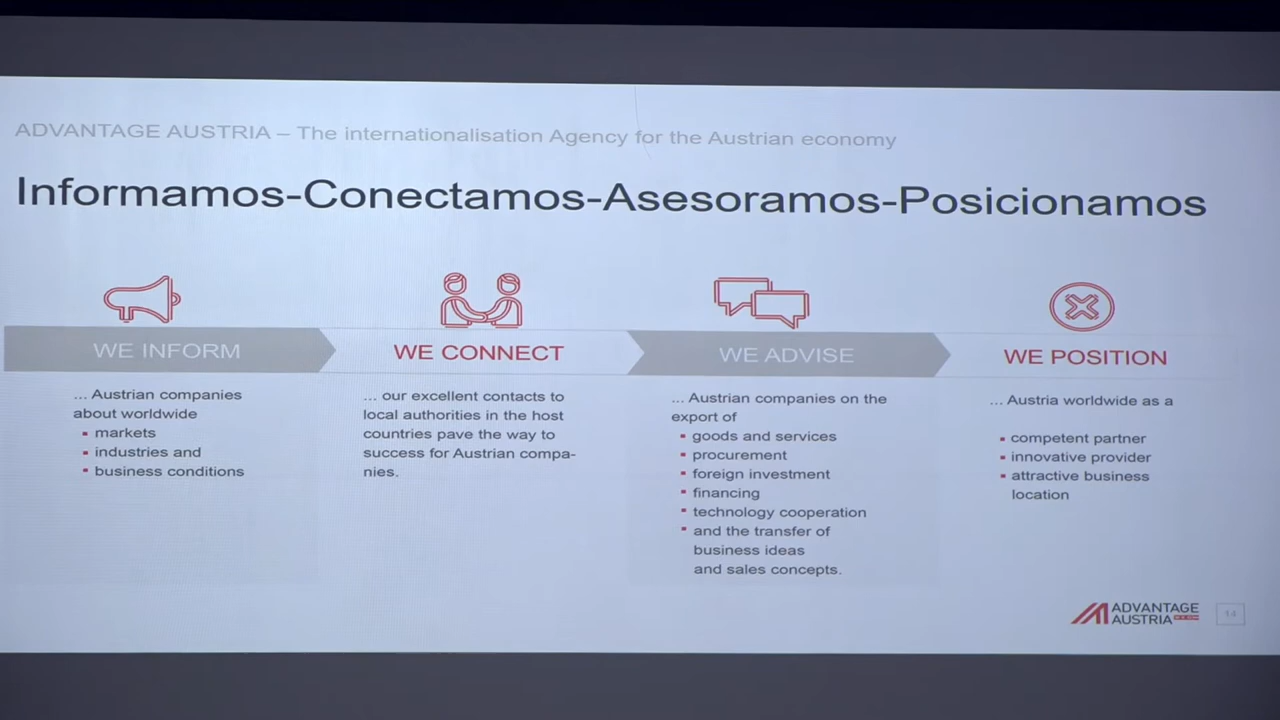 ADVANTAGE AUSTRIA – The internationalisation Agency for the Austrian economy
Informamos-Conectamos-Asesoramos-Posicionamos
WE INFORM
... Austrian companies
about worldwide
▪ markets
▪ industries and
▪ business conditions
WE CONNECT
... our excellent contacts to
local authorities in the host
countries pave the way to
success for Austrian compa-
nies.
WE ADVISE
... Austrian companies on the
export of
▪ goods and services
▪ procurement
▪ foreign investment
▪ financing
▪ technology cooperation
▪ and the transfer of
business ideas
and sales concepts.
WE POSITION
... Austria worldwide as a
▪ competent partner
▪ innovative provider
▪ attractive business
location
ADVANTAGE
AUSTRIA
14